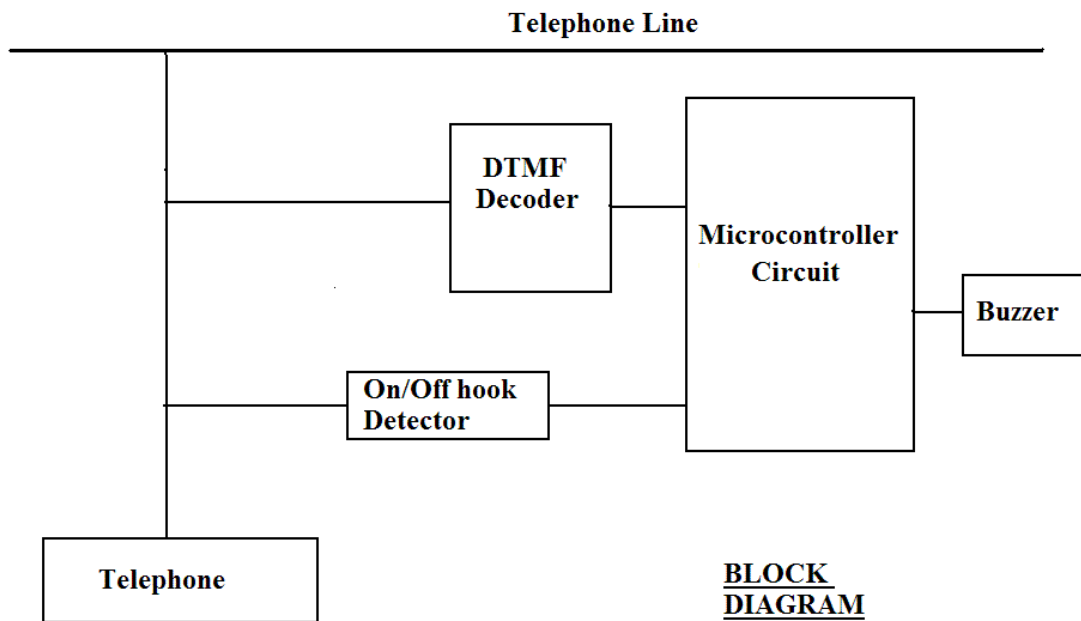 Telephone Line
DTMF
Decoder
Microcontroller
Circuit
Buzzer
On/Off hook
Detector
Telephone
BLOCK
DIAGRAM